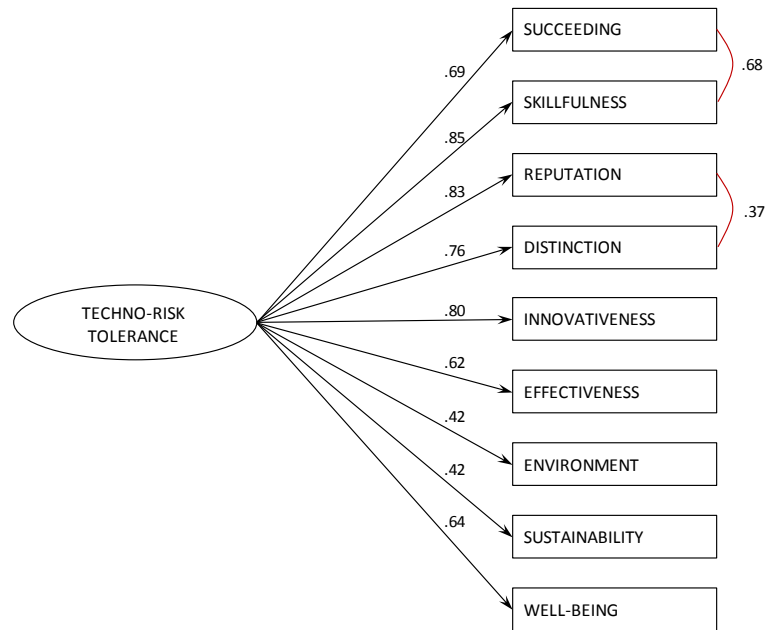 SUCCEEDING
.68
.69
SKILLFULNESS
.85
REPUTATION
.83
.37
DISTINCTION
.76
TECHNO-RISK
TOLERANCE
.80
INNOVATIVENESS
.62
EFFECTIVENESS
.42
ENVIRONMENT
.42
SUSTAINABILITY
.64
WELL-BEING